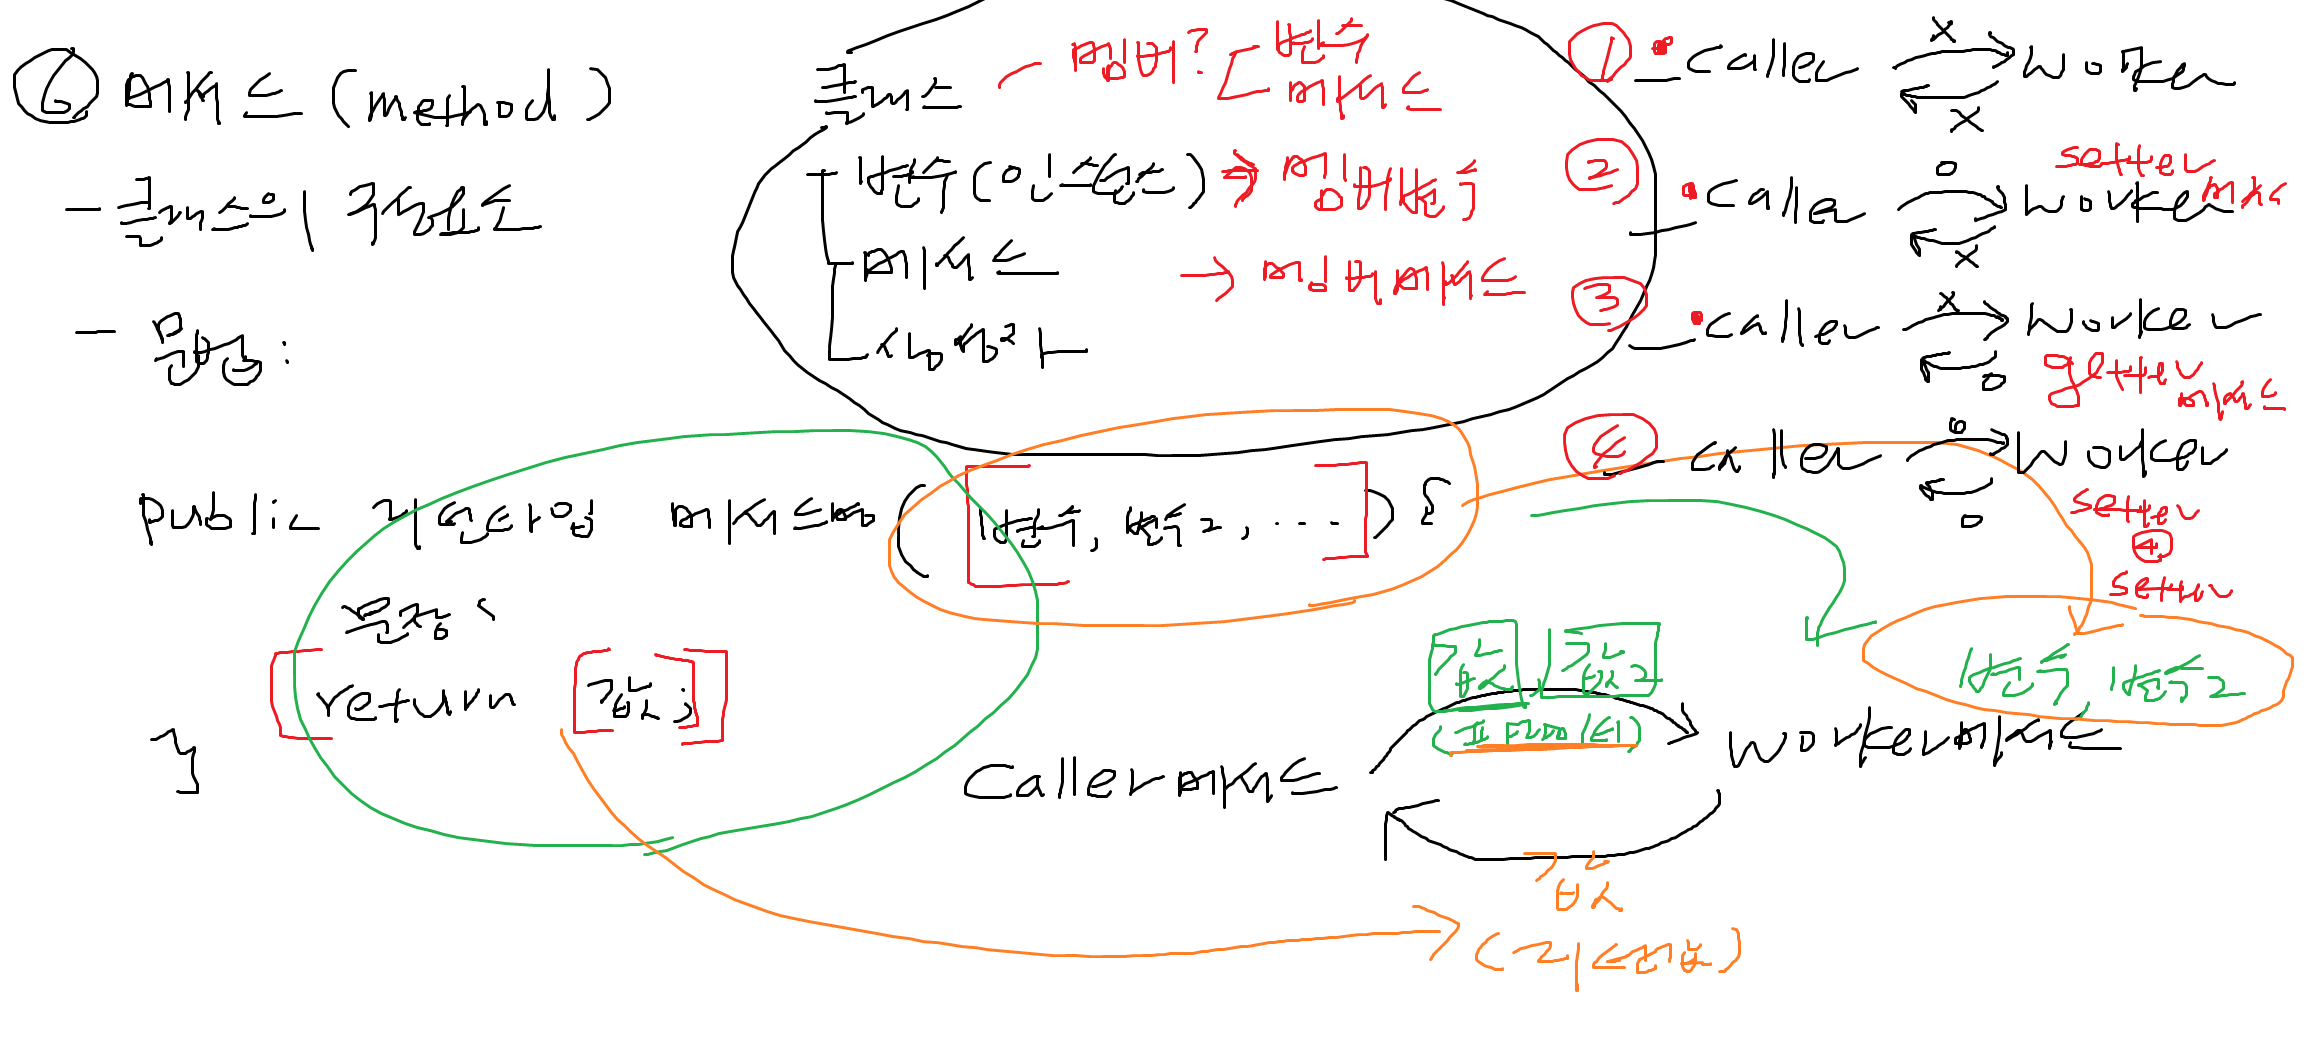 ⑥ 메서드 (method)
- 클래스의 구성요소
- 문법 :
클래스 - 멤버? 변수
메서드
변수(인스턴스) → 멤버변수
메서드 → 멤버메서드
생성자
① caller X worker
X
② caller O worker setter 메서
X
③ caller X worker
O getter 메서드
④ caller O worker
O setter
④
setter
public 리턴타입 메서드명 (변수, 변수2, ...) {
문장;
return 값;
}
값, 값2
(파라미터)
변수, 변수2
Caller메서드 worker메서드
값
(리턴값)